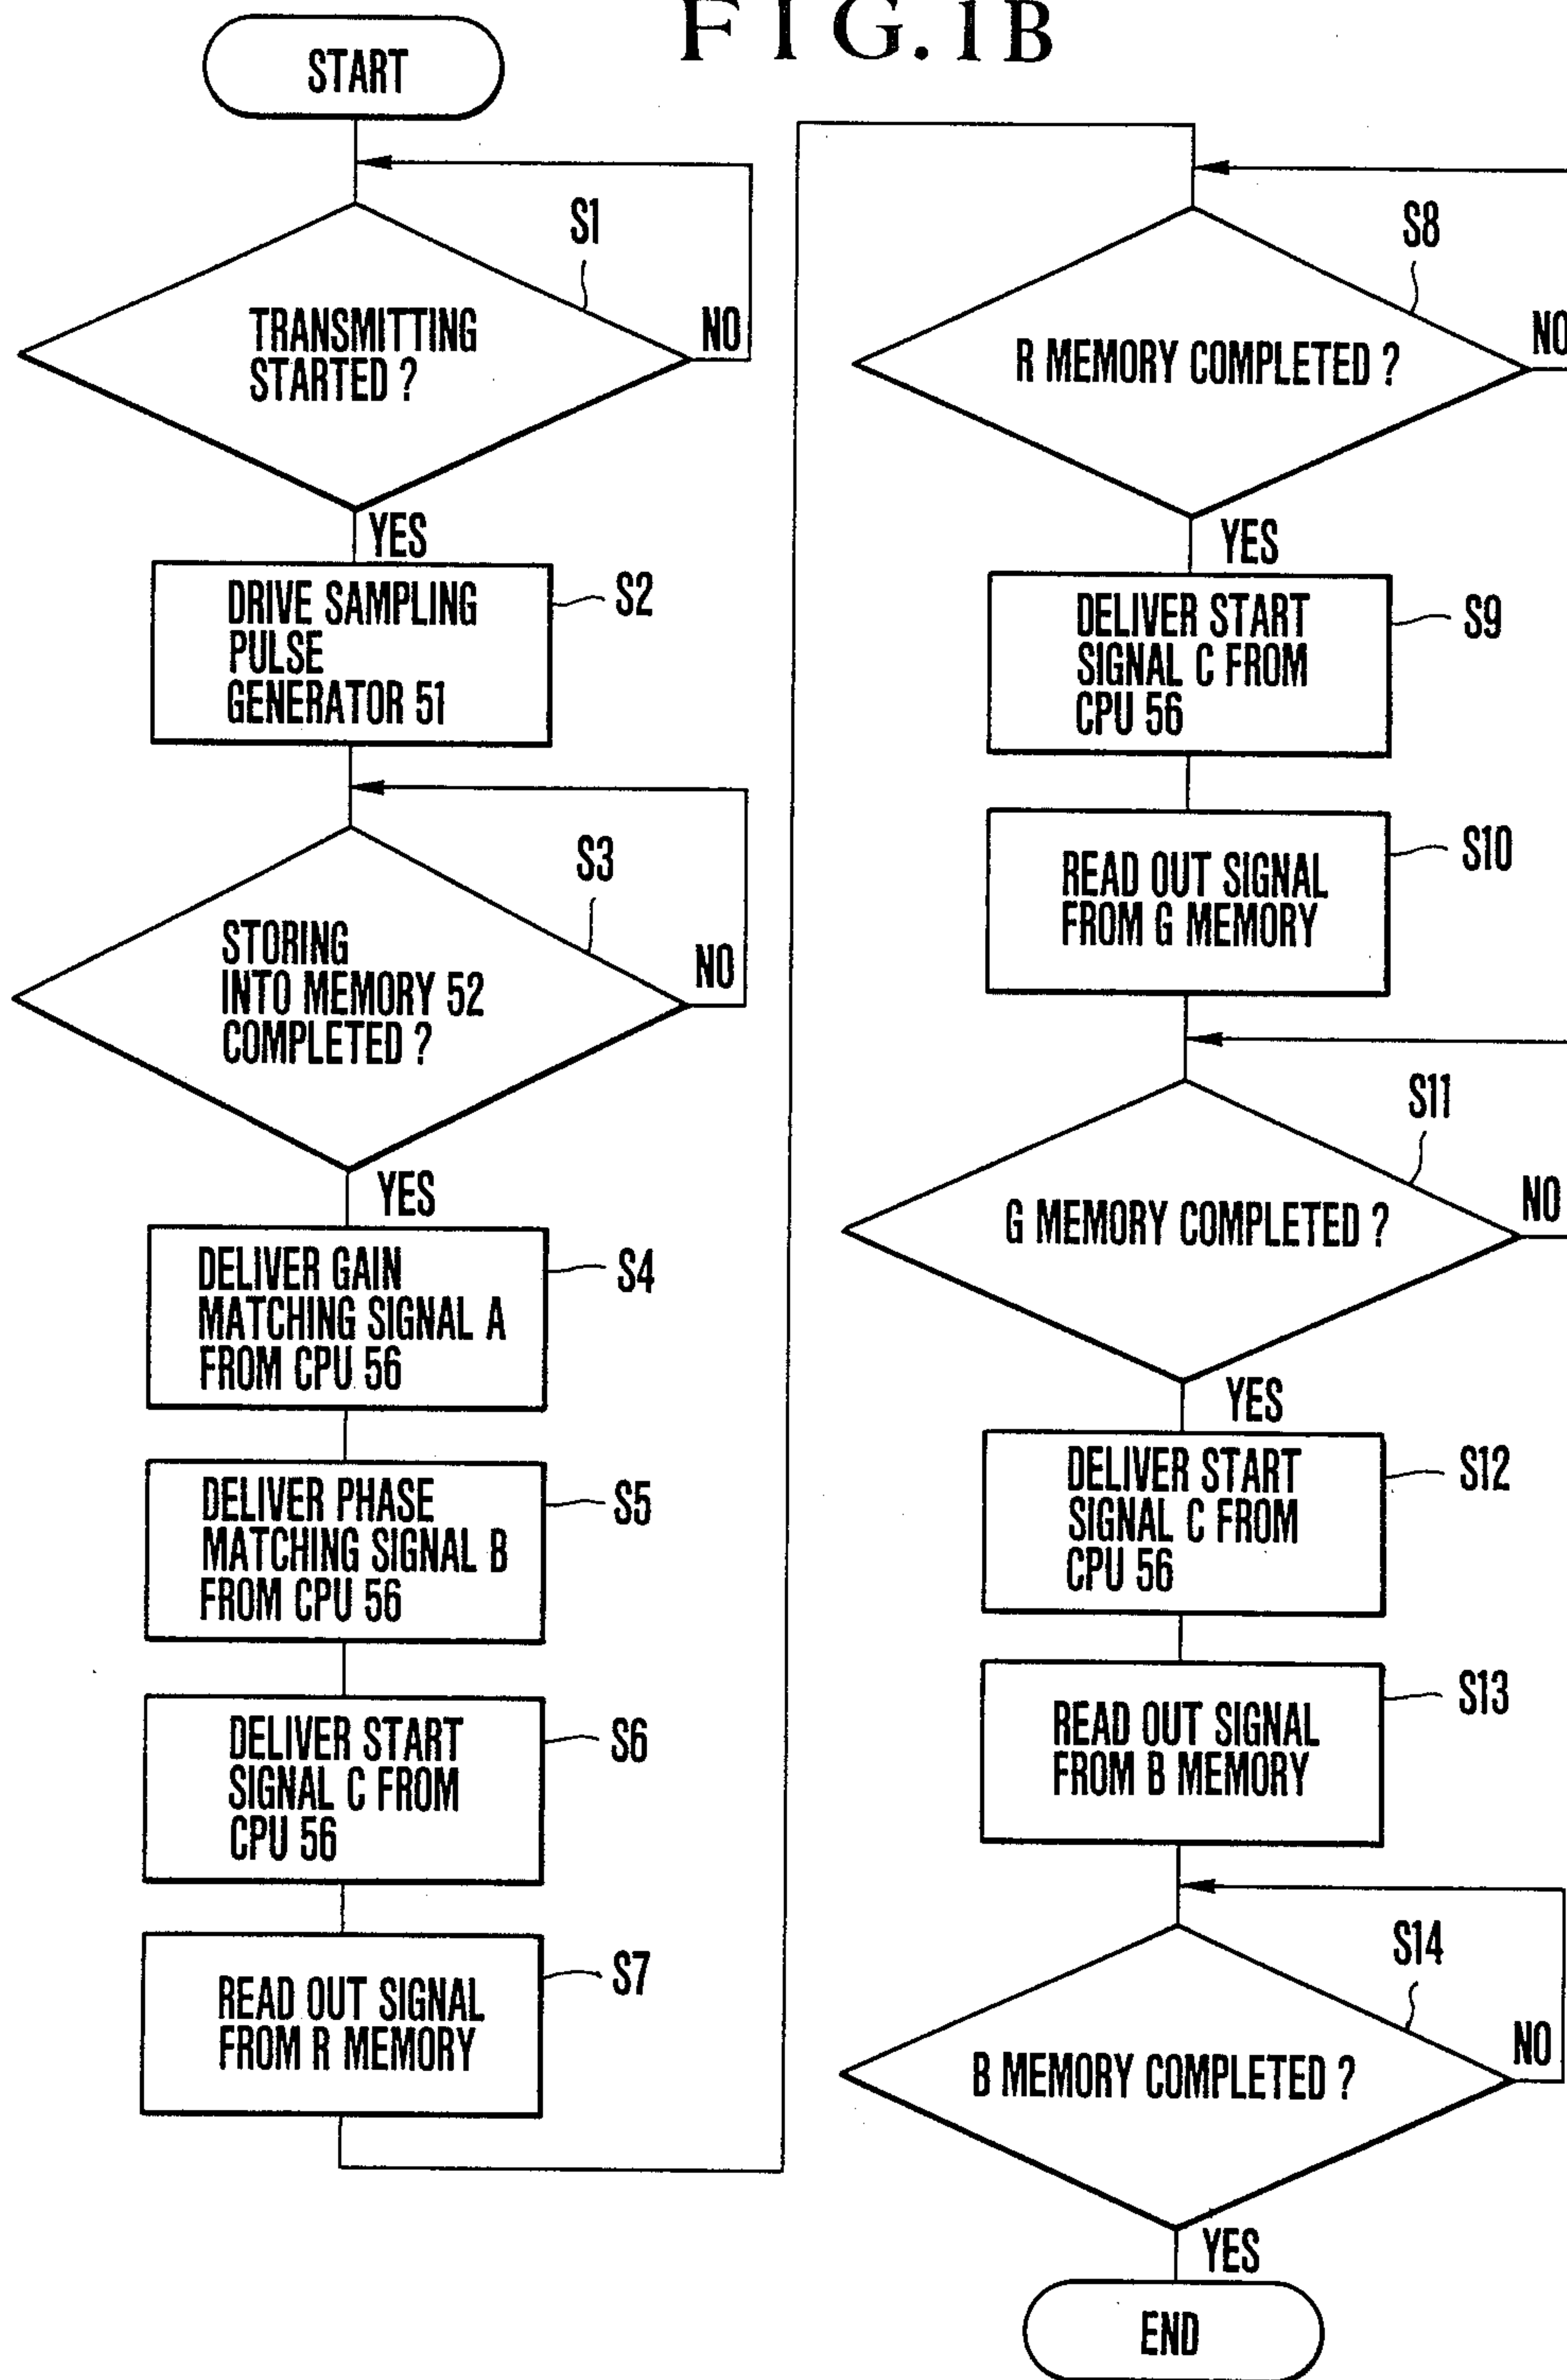 FIG. 1B
START
S1
TRANSMITTING
STARTED ?
NO
YES
DRIVE SAMPLING
PULSE
GENERATOR 51
S2
S3
STORING
INTO MEMORY 52
COMPLETED ?
NO
YES
DELIVER GAIN
MATCHING SIGNAL A
FROM CPU 56
S4
DELIVER PHASE
MATCHING SIGNAL B
FROM CPU 56
S5
DELIVER START
SIGNAL C FROM
CPU 56
S6
READ OUT SIGNAL
FROM R MEMORY
S7
S8
R MEMORY COMPLETED ?
NO
YES
DELIVER START
SIGNAL C FROM
CPU 56
S9
READ OUT SIGNAL
FROM G MEMORY
S10
S11
G MEMORY COMPLETED ?
NO
YES
DELIVER START
SIGNAL C FROM
CPU 56
S12
READ OUT SIGNAL
FROM B MEMORY
S13
S14
B MEMORY COMPLETED ?
NO
YES
END